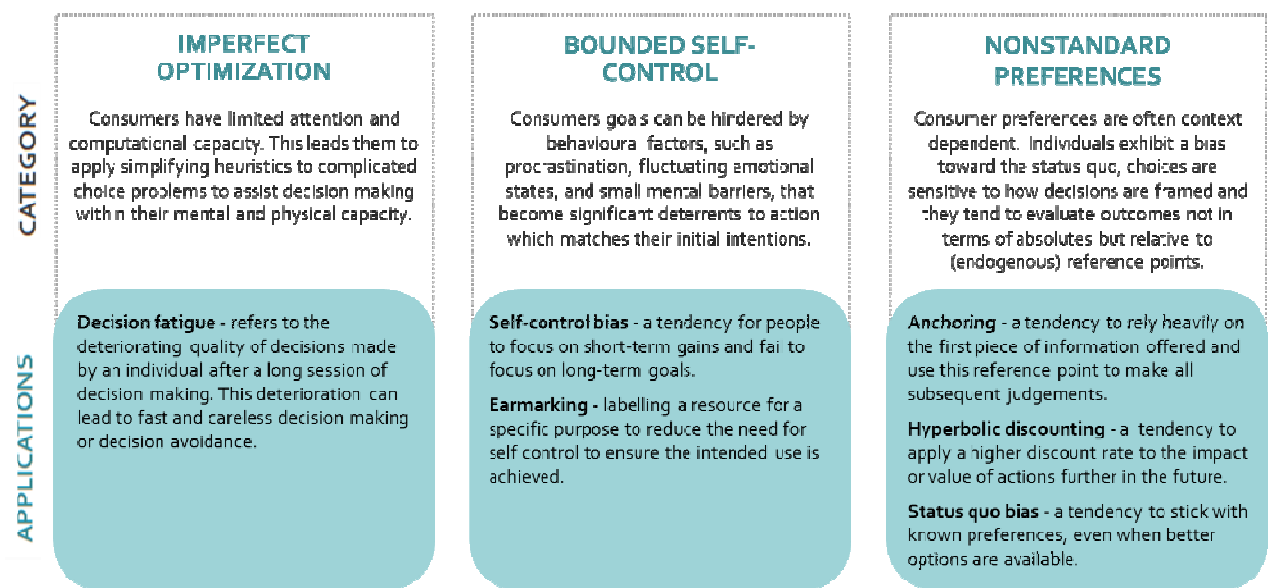 CATEGORY
IMPERFECT
OPTIMIZATION
Consumers have limited attention and
computational capacity. This leads them to
apply simplifying heuristics to complicated
choice problems to assist decision making
within their mental and physical capacity.
BOUNDED SELF-
CONTROL
Consumers goals can be hindered by
behavioural factors, such as
procrastination, fluctuating emotional
states, and small mental barriers, that
become significant deterrents to action
which matches their initial intentions.
NONSTANDARD
PREFERENCES
Consumer preferences are often context
dependent. Individuals exhibit a bias
toward the status quo, choices are
sensitive to how decisions are framed and
they tend to evaluate outcomes not in
terms of absolutes but relative to
(endogenous) reference points.
APPLICATIONS
Decision fatigue - refers to the
deteriorating quality of decisions made
by an individual after a long session of
decision making. This deterioration can
lead to fast and careless decision making
or decision avoidance.
Self-control bias - a tendency for people
to focus on short-term gains and fail to
focus on long-term goals.
Earmarking - labelling a resource for a
specific purpose to reduce the need for
self control to ensure the intended use is
achieved.
Anchoring - a tendency to rely heavily on
the first piece of information offered and
use this reference point to make all
subsequent judgements.
Hyperbolic discounting - a tendency to
apply a higher discount rate to the impact
or value of actions further in the future.
Status quo bias - a tendency to stick with
known preferences, even when better
options are available.